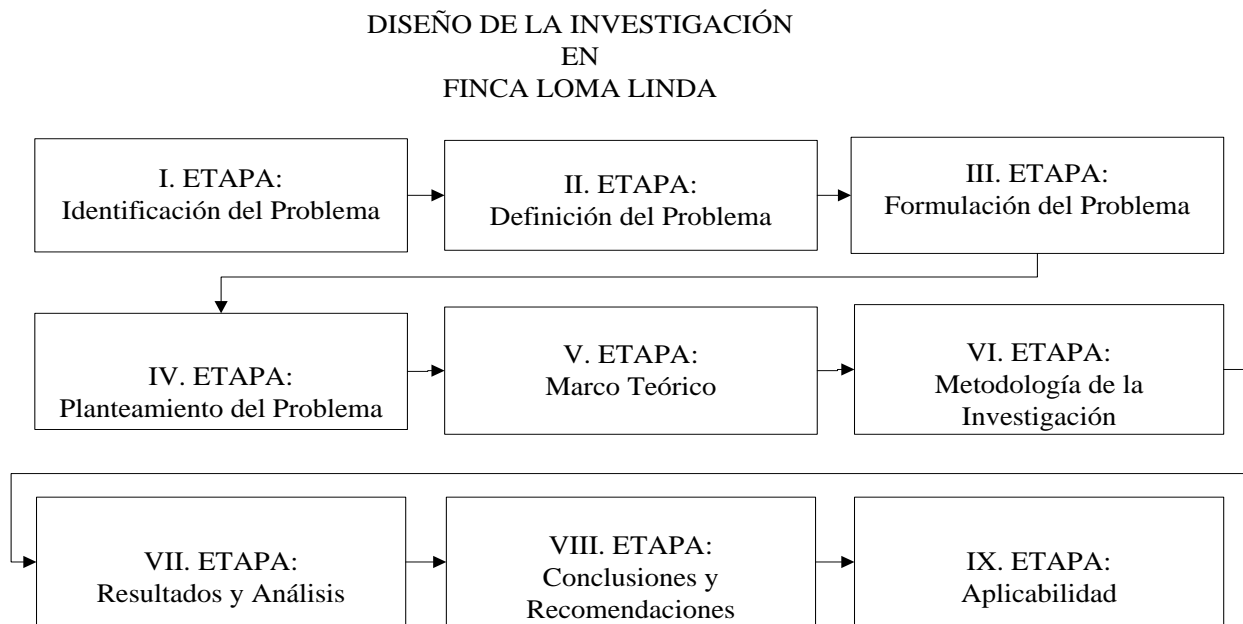 DISEÑO DE LA INVESTIGACIÓN
EN
FINCA LOMA LINDA
I. ETAPA:
Identificación del Problema
II. ETAPA:
Definición del Problema
III. ETAPA:
Formulación del Problema
IV. ETAPA:
Planteamiento del Problema
V. ETAPA:
Marco Teórico
VI. ETAPA:
Metodología de la
Investigación
VII. ETAPA:
Resultados y Análisis
VIII. ETAPA:
Conclusiones y
Recomendaciones
IX. ETAPA:
Aplicabilidad